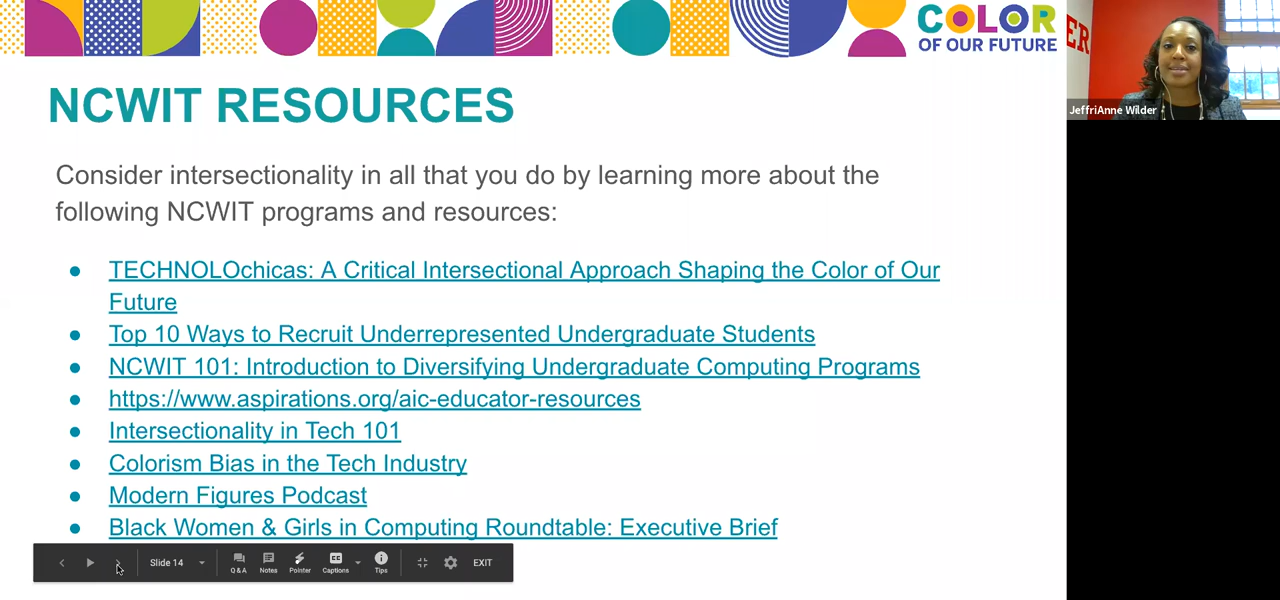 COLOR
OF OUR FUTURE
ER
JeffriAnne Wilder
NCWIT RESOURCES
Consider intersectionality in all that you do by learning more about the
following NCWIT programs and resources:
● TECHNOLOchicas: A Critical Intersectional Approach Shaping the Color of Our
Future
● Top 10 Ways to Recruit Underrepresented Undergraduate Students
● NCWIT 101: Introduction to Diversifying Undergraduate Computing Programs
● https://www.aspirations.org/aic-educator-resources
● Intersectionality in Tech 101
● Colorism Bias in the Tech Industry
● Modern Figures Podcast
● Black Women & Girls in Computing Roundtable: Executive Brief
Slide 14 Q&A Notes Pointer Captions Tips EXIT